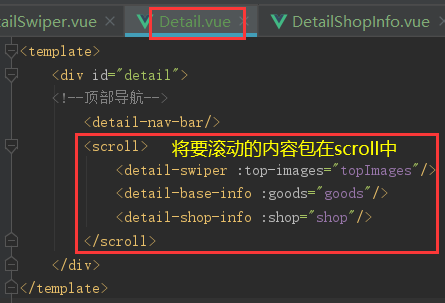 tailSwiper.vue Detail.vue DetailShopInfo.vue
<template>
<div id="detail">
<!--顶部导航-->
<detail-nav-bar/>
<scroll> 将要滚动的内容包在scroll中
<detail-swiper :top-images="topImages"/>
<detail-base-info :goods="goods"/>
<detail-shop-info :shop="shop"/>
</scroll>
</div>
</template>